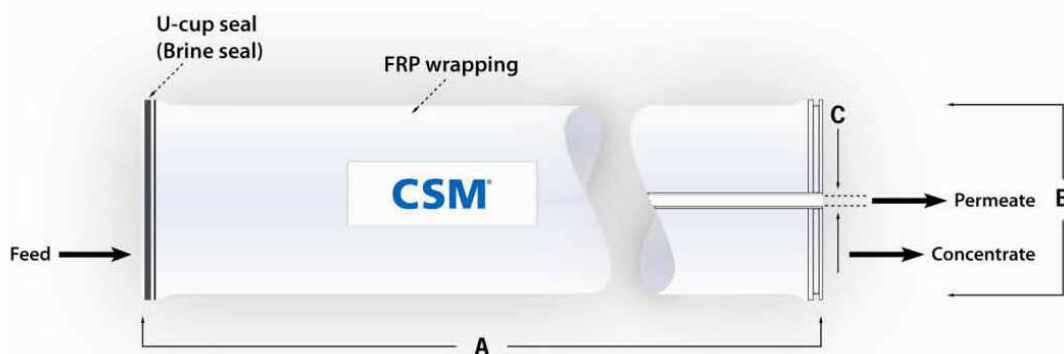 U-cup seal
(Brine seal)
FRP wrapping
C
CSM®
Permeate
B
Feed
Concentrate
A